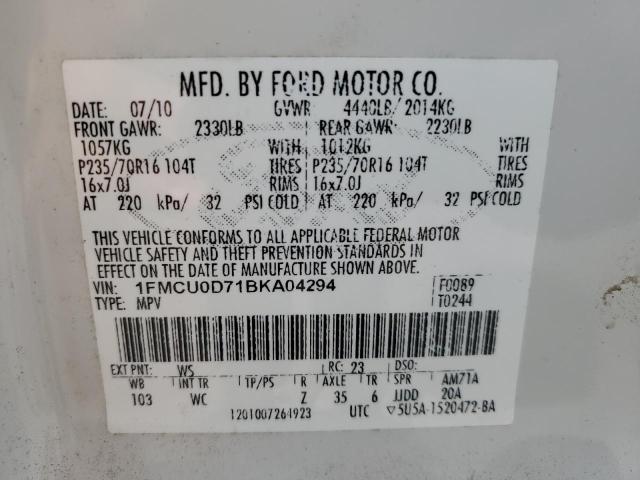 MFD. BY FORD MOTOR CO.
DATE: 07/10 GVWR 4440LB/ 2014KG
FRONT GAWR: 2330LB REAR GAWR: 2230LB
1057KG WITH 1012KG WITH
P235/70R16 104T TIRES P235/70R16 104T TIRES
16x7.0J RIMS 16x7.0J RIMS
AT 220 kPa/ 32 PSI COLD AT 220 kPa/ 32 PSI COLD
THIS VEHICLE CONFORMS TO ALL APPLICABLE FEDERAL MOTOR
VEHICLE SAFETY AND THEFT PREVENTION STANDARDS IN
EFFECT ON THE DATE OF MANUFACTURE SHOWN ABOVE.
VIN: 1FMCU0D71BKA04294 F0089
TYPE: MPV T0244
EXT PNT: WS RC: 23 DSO:
WB INT TR TP/PS R AXLE TR SPR AM71A
103 WC Z 35 6 JJDD 20A
1201007264923 UTC ▽5U5A-1520472-BA